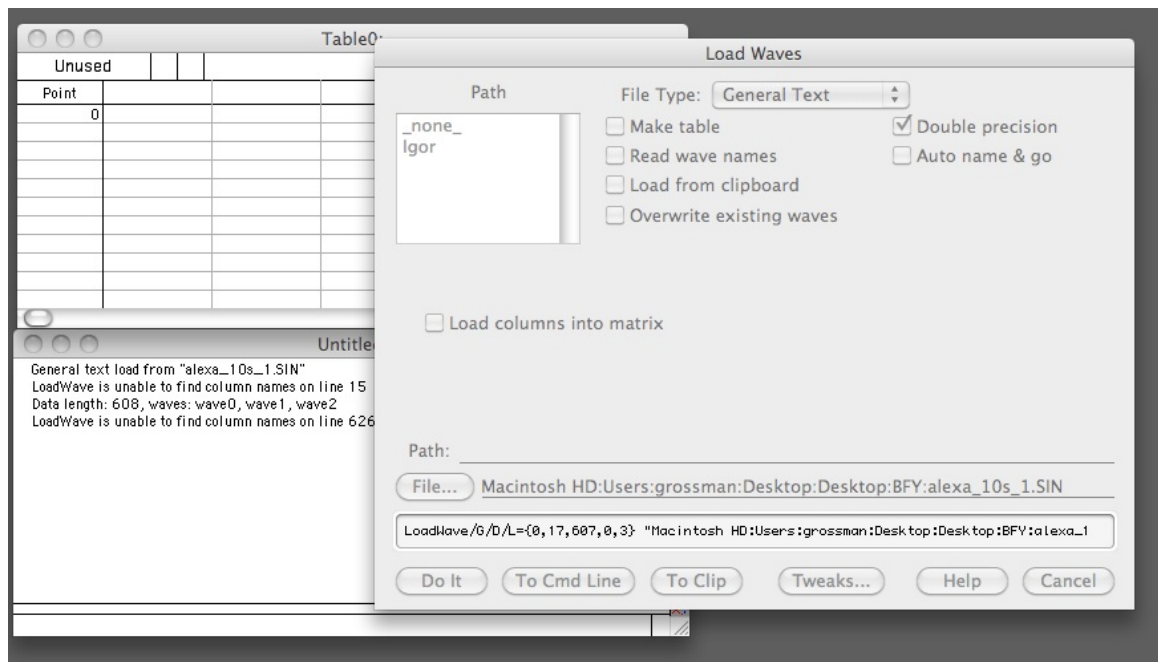 Table0:
Unused
Point
0
Untitle
General text load from "alexa_10s_1.SIN"
LoadWave is unable to find column names on line 15
Data length: 608, waves: wave0, wave1, wave2
LoadWave is unable to find column names on line 626
Load Waves
Path
File Type: General Text
_none_
Igor
Make table
Double precision
Read wave names
Auto name & go
Load from clipboard
Overwrite existing waves
Load columns into matrix
Path:
File... Macintosh HD:Users:grossman:Desktop:Desktop:BFY:alexa_10s_1.SIN
LoadWave/G/D/L={0,17,607,0,3} "Macintosh HD:Users:grossman:Desktop:Desktop:BFY:alexa_1
Do It To Cmd Line To Clip Tweaks... Help Cancel